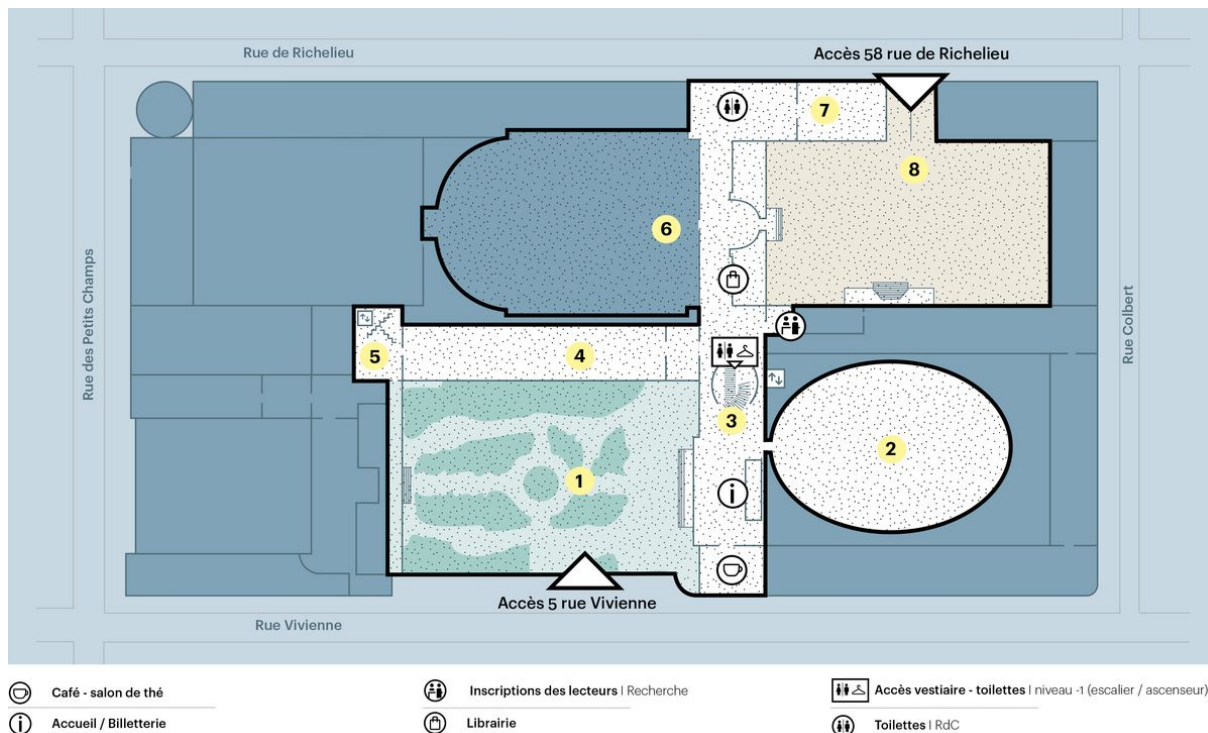 Rue de Richelieu
Accès 58 rue de Richelieu
7
8
6
Rue des Petits Champs
Rue Colbert
5
4
3
2
1
i
Accès 5 rue Vivienne
Rue Vivienne
Café - salon de thé
Inscriptions des lecteurs | Recherche
Accès vestiaire - toilettes | niveau -1 (escalier / ascenseur)
i
Accueil / Billetterie
Librairie
Toilettes | RdC